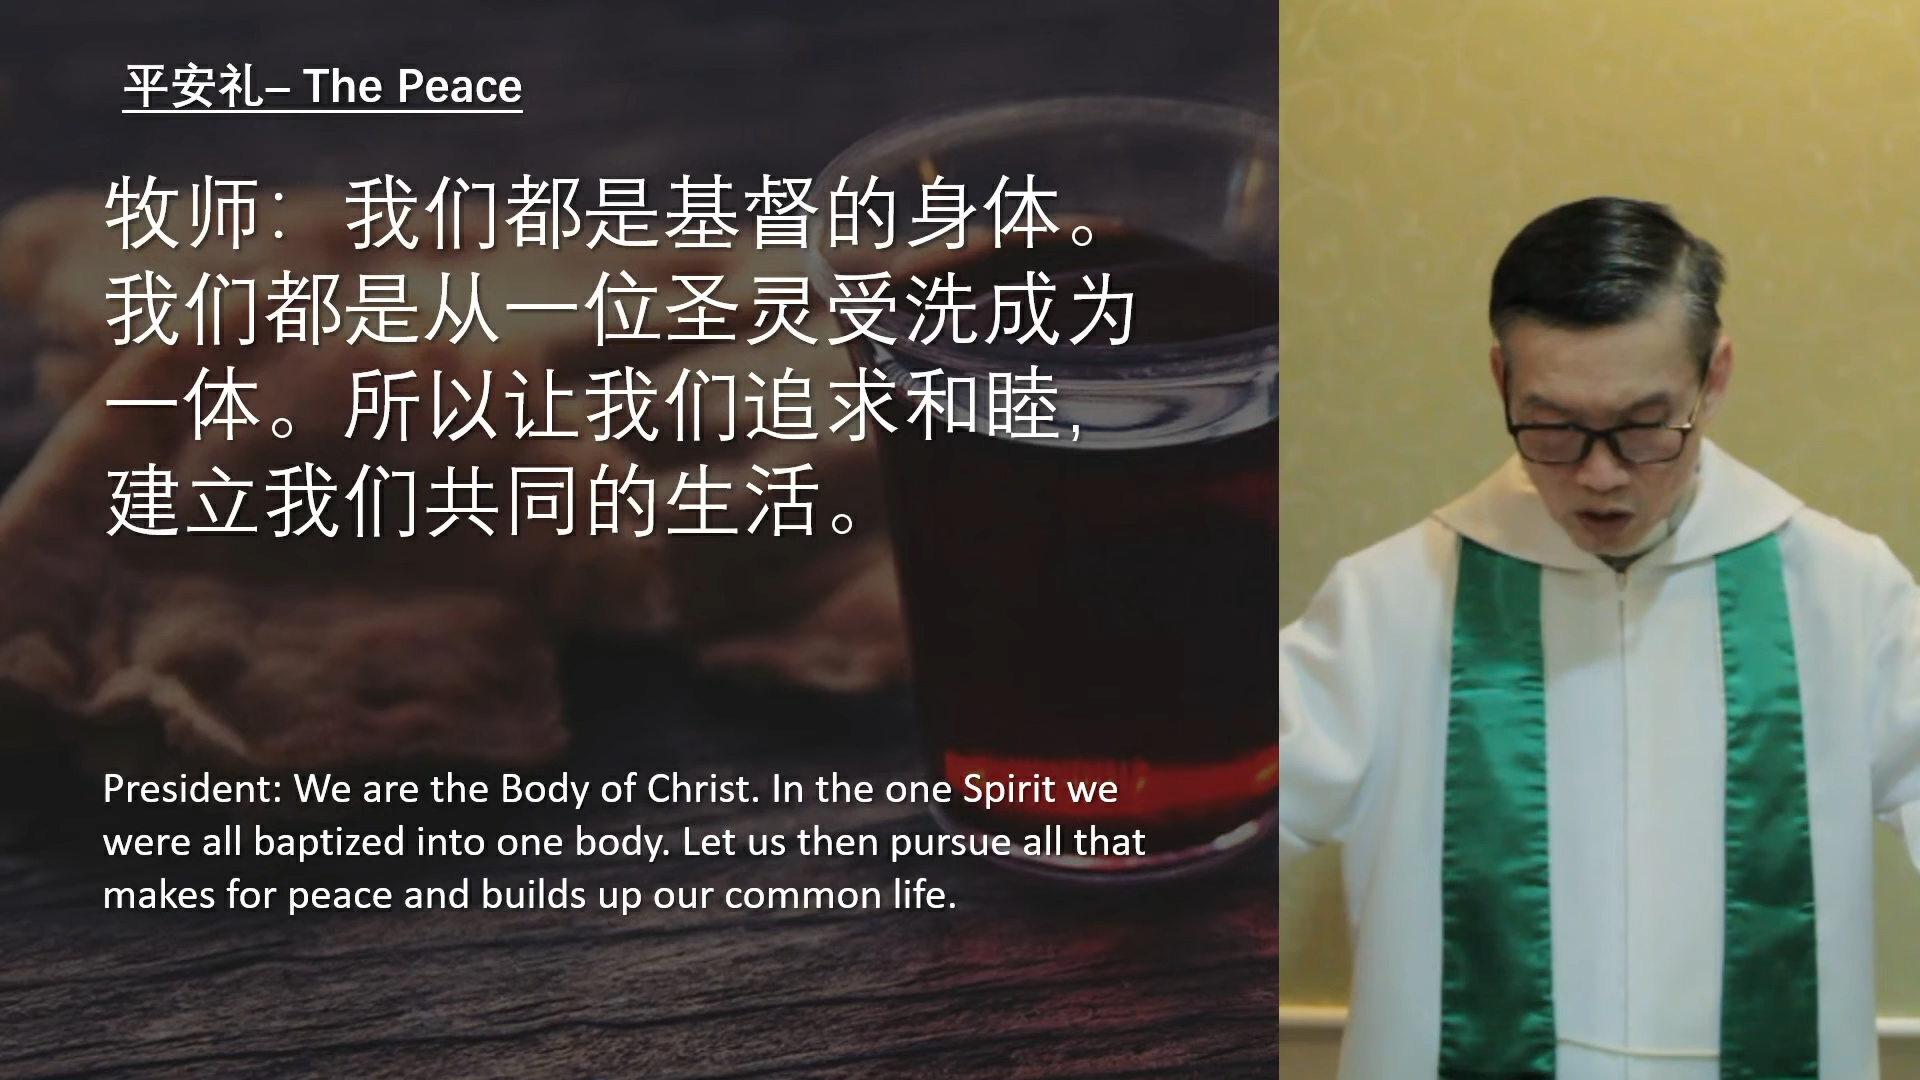 平安礼– The Peace
牧师：我们都是基督的身体。
我们都是从一位圣灵受洗成为
一体。所以让我们追求和睦，
建立我们共同的生活。
President: We are the Body of Christ. In the one Spirit we
were all baptized into one body. Let us then pursue all that
makes for peace and builds up our common life.